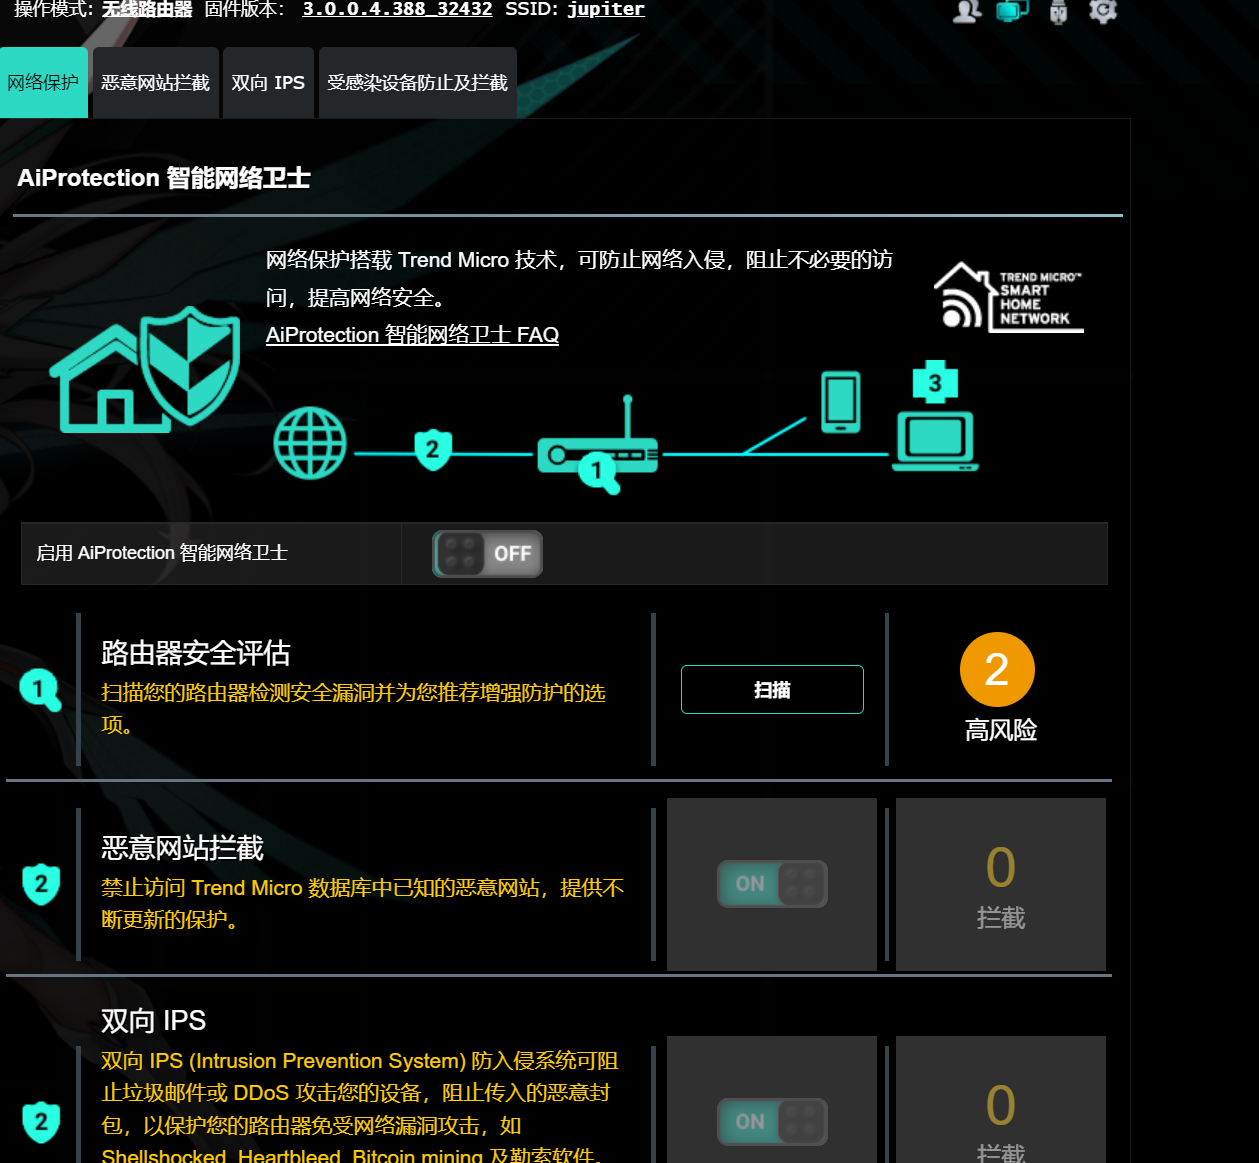 操作模式: 无线路由器 固件版本: 3.0.0.4.388_32432 SSID: jupiter
网络保护 恶意网站拦截 双向 IPS 受感染设备防止及拦截
AiProtection 智能网络卫士
网络保护搭载 Trend Micro 技术，可防止网络入侵，阻止不必要的访
问，提高网络安全。
AiProtection 智能网络卫士 FAQ
TREND MICRO™
SMART
HOME
NETWORK
3
2
1
启用 AiProtection 智能网络卫士 OFF
1
路由器安全评估
扫描您的路由器检测安全漏洞并为您推荐增强防护的选
项。
扫描
2
高风险
2
恶意网站拦截
禁止访问 Trend Micro 数据库中已知的恶意网站，提供不
断更新的保护。
ON
0
拦截
2
双向 IPS
双向 IPS (Intrusion Prevention System) 防入侵系统可阻
止垃圾邮件或 DDoS 攻击您的设备，阻止传入的恶意封
包，以保护您的路由器免受网络漏洞攻击，如
Shellshocked, Heartbleed, Bitcoin mining 及勒索软件。
ON
0
拦截